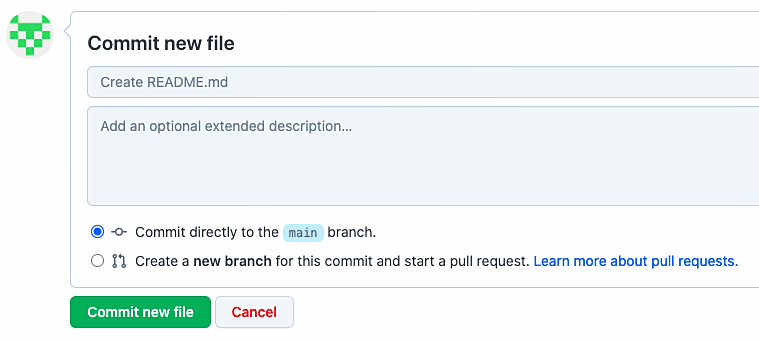 Commit new file
Create README.md
Add an optional extended description...
Commit directly to the main branch.
Create a new branch for this commit and start a pull request. Learn more about pull requests.
Commit new file Cancel